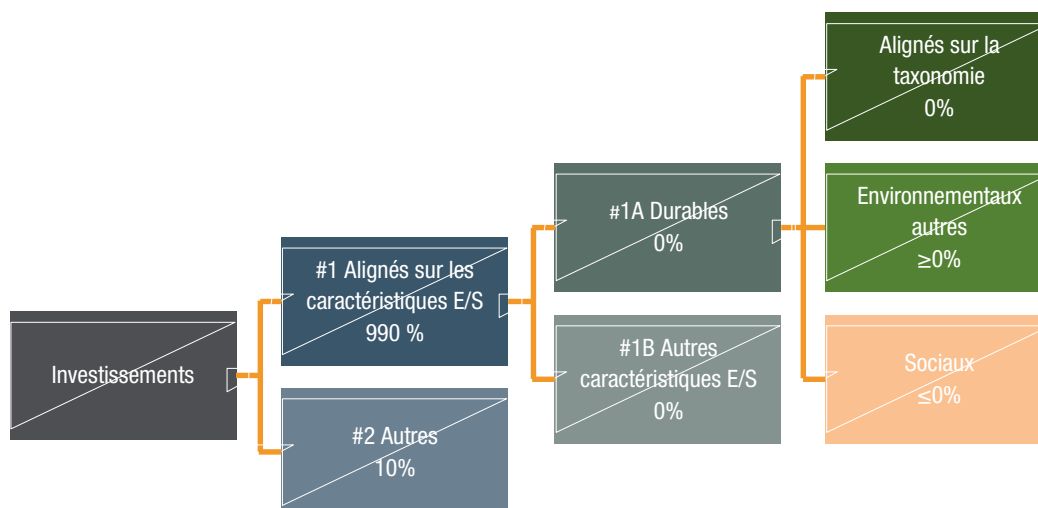 Investissements
#1 Alignés sur les
caractéristiques E/S
990 %
#2 Autres
10%
#1A Durables
0%
#1B Autres
caractéristiques E/S
0%
Alignés sur la
taxonomie
0%
Environnementaux
autres
≥0%
Sociaux
≤0%